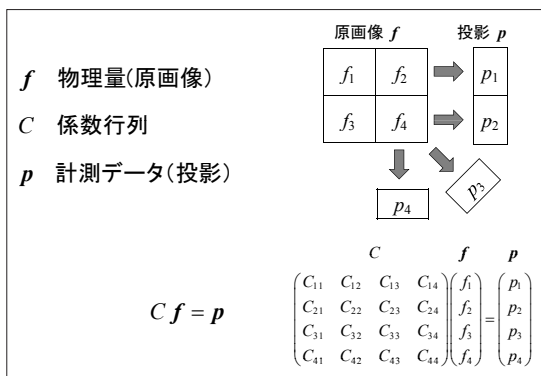 原画像 f 投影 p
f 物理量(原画像)
f1 f2 p1
C 係数行列
f3 f4 p2
p 計測データ(投影)
p4 p3
C f p
C f = p
C11 C12 C13 C14 f1 p1
C21 C22 C23 C24 f2 p2
C31 C32 C33 C34 f3 = p3
C41 C42 C43 C44 f4 p4